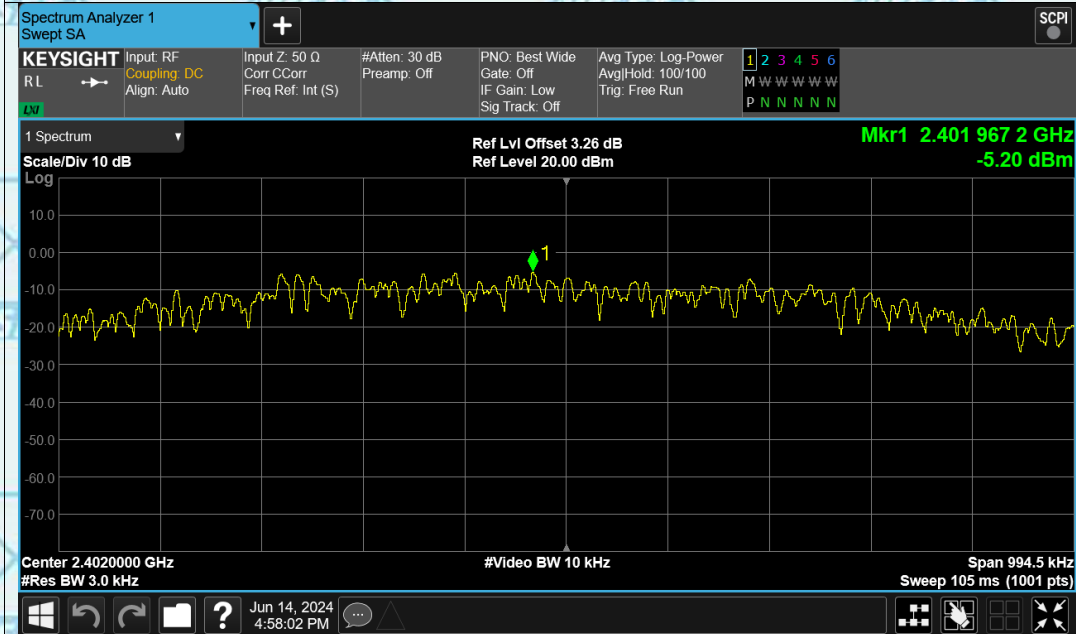 Spectrum Analyzer 1
Swept SA
+
SCPI
KEYSIGHT
R L
LXI
Input: RF
Coupling: DC
Align: Auto
Input Z: 50 Ω
Corr CCorr
Freq Ref: Int (S)
#Atten: 30 dB
Preamp: Off
PNO: Best Wide
Gate: Off
IF Gain: Low
Sig Track: Off
Avg Type: Log-Power
Avg|Hold: 100/100
Trig: Free Run
1 2 3 4 5 6
M W W W W W
P N N N N N
1 Spectrum
Scale/Div 10 dB
Ref Lvl Offset 3.26 dB
Ref Level 20.00 dBm
Mkr1 2.401 967 2 GHz
-5.20 dBm
Log
10.0
0.00
-10.0
-20.0
-30.0
-40.0
-50.0
-60.0
-70.0
1
Center 2.4020000 GHz
#Res BW 3.0 kHz
#Video BW 10 kHz
Span 994.5 kHz
Sweep 105 ms (1001 pts)
?
Jun 14, 2024
4:58:02 PM